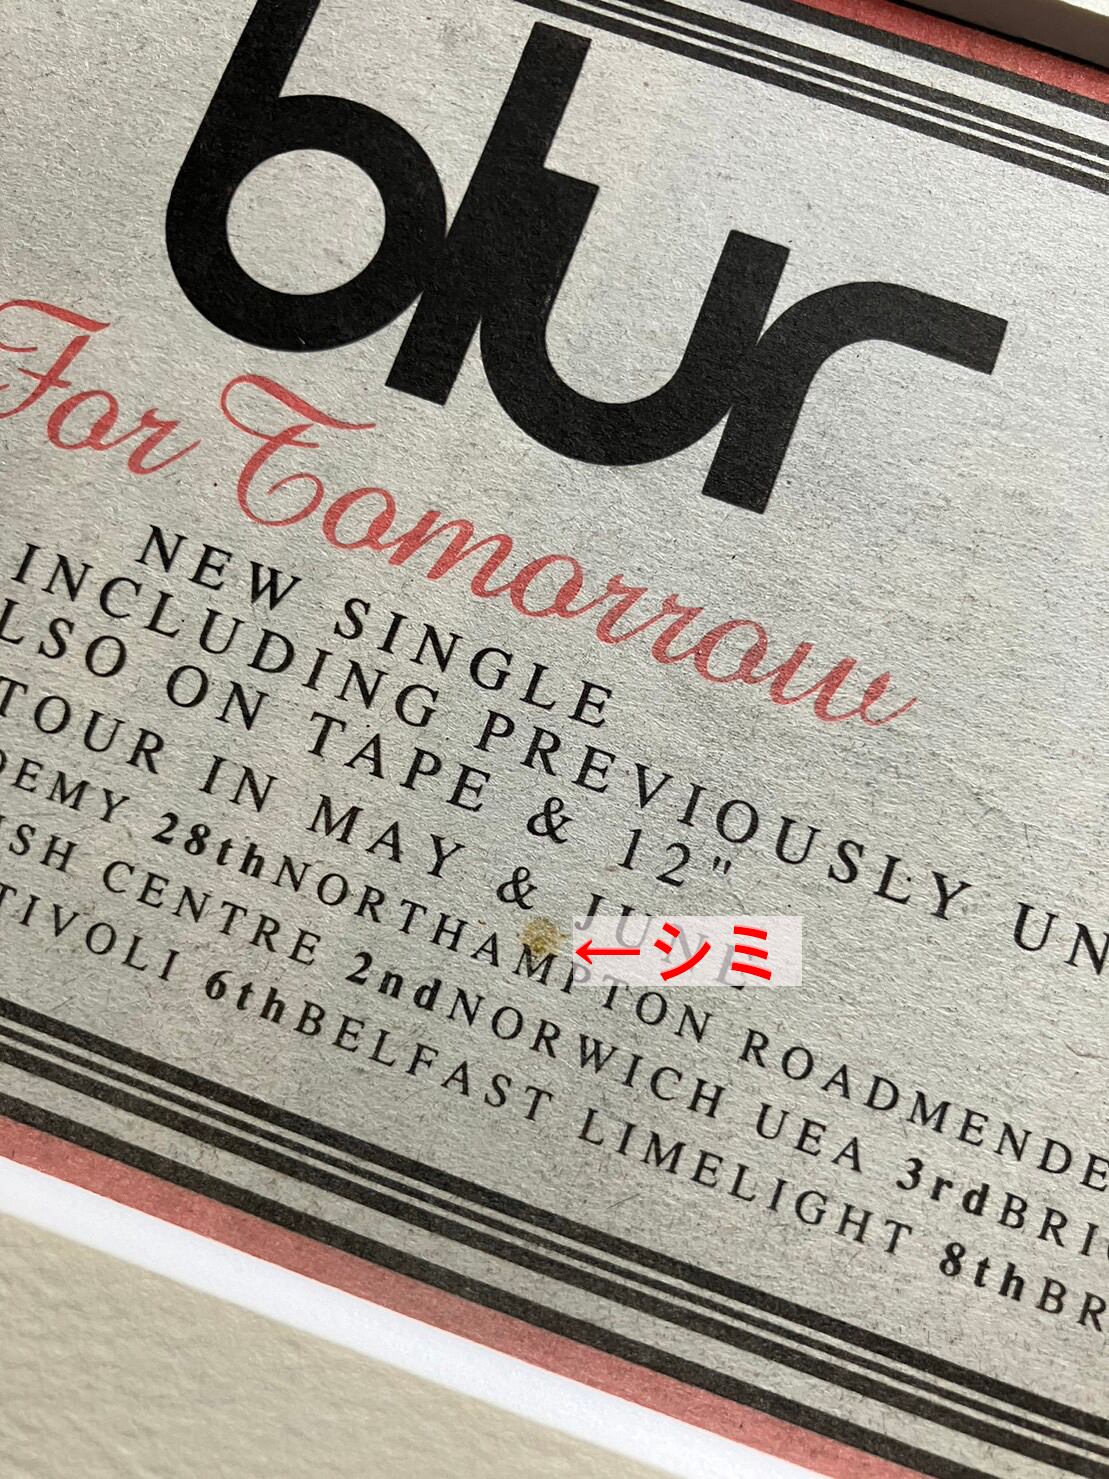 blur
For Tomorrow
NEW SINGLE
INCLUDING PREVIOUSLY UN
LSO ON TAPE & 12"
TOUR IN MAY & JUNE
DEMY 28thNORTHAMPTON ROADMENDE
ISH CENTRE 2ndNORWICH UEA 3rdBRI
TIVOLI 6thBELFAST LIMELIGHT 8thBR
←シミ